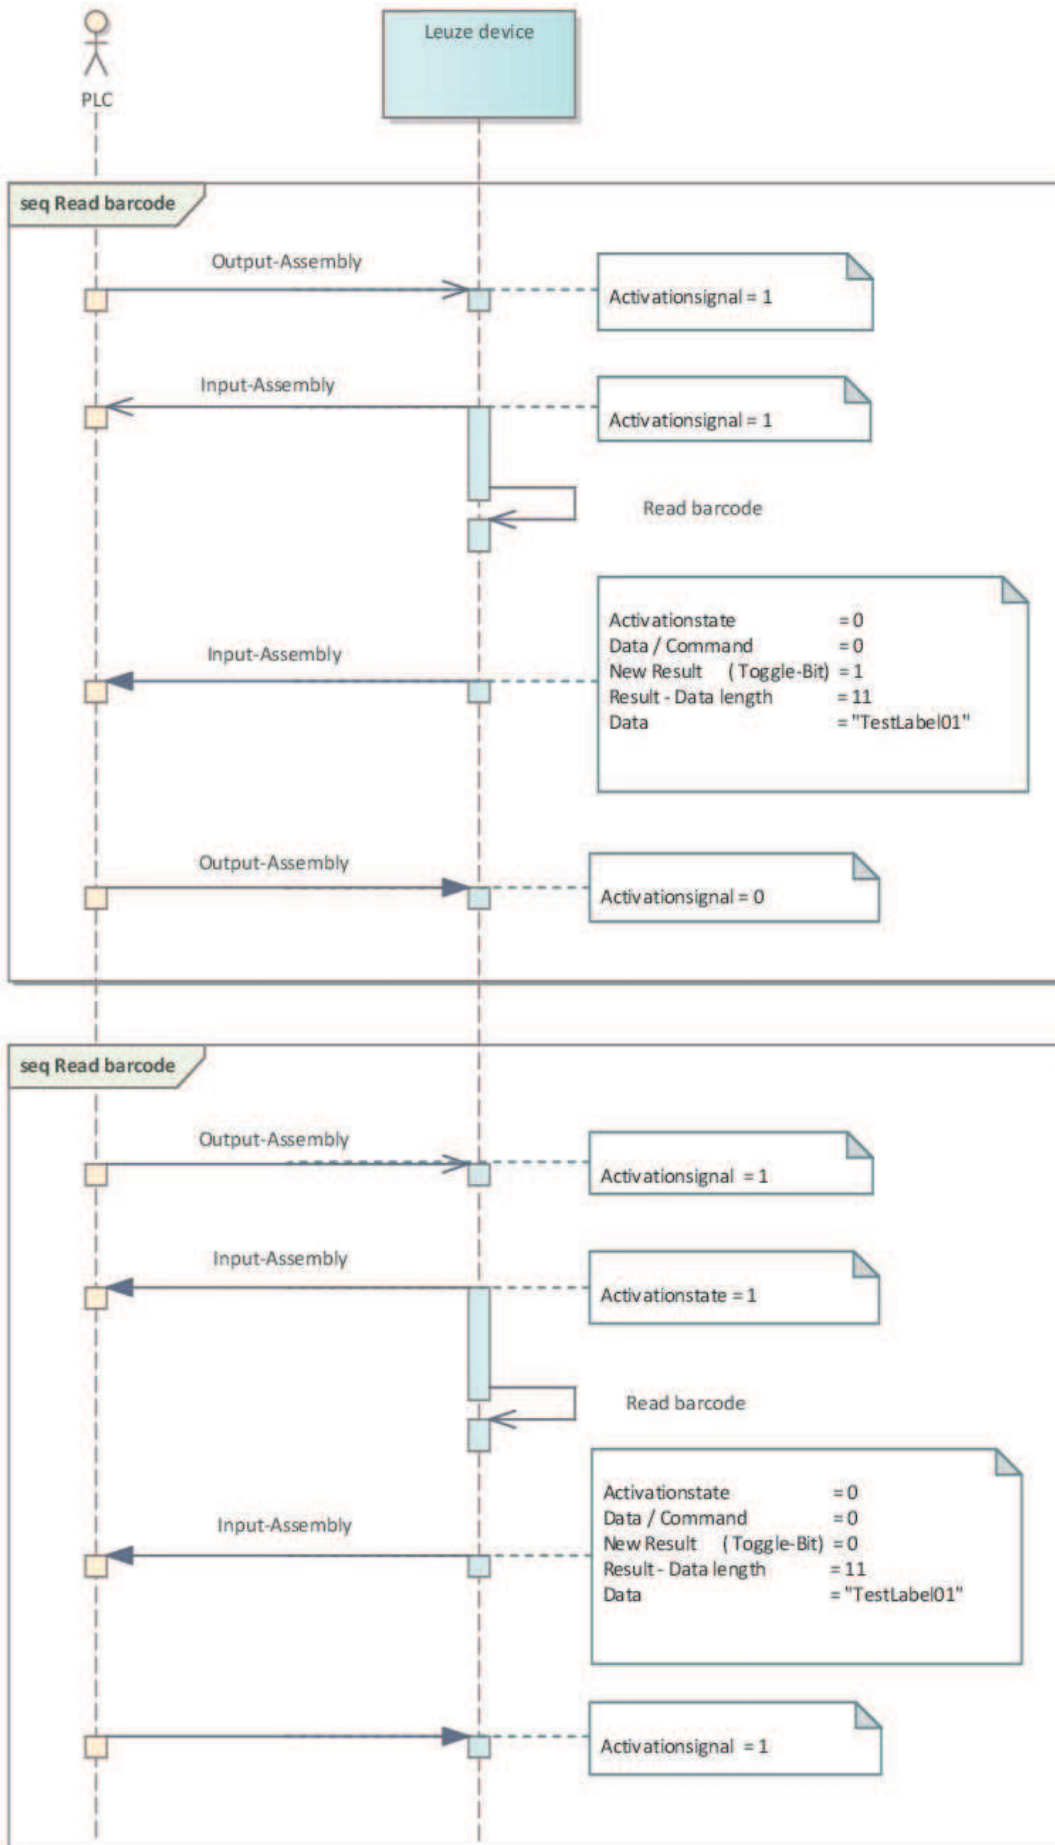 PLC
Leuze device
seq Read barcode
Output-Assembly
Activationsignal = 1
Input-Assembly
Activationsignal = 1
Read barcode
Input-Assembly
Activationstate = 0
Data / Command = 0
New Result ( Toggle-Bit) = 1
Result - Data length = 11
Data = "TestLabel01"
Output-Assembly
Activationsignal = 0
seq Read barcode
Output-Assembly
Activationsignal = 1
Input-Assembly
Activationstate = 1
Read barcode
Input-Assembly
Activationstate = 0
Data / Command = 0
New Result ( Toggle-Bit) = 0
Result - Data length = 11
Data = "TestLabel01"
Activationsignal = 1